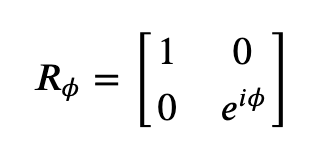 R_ϕ = [ 1 0
0 e^{iϕ} ]